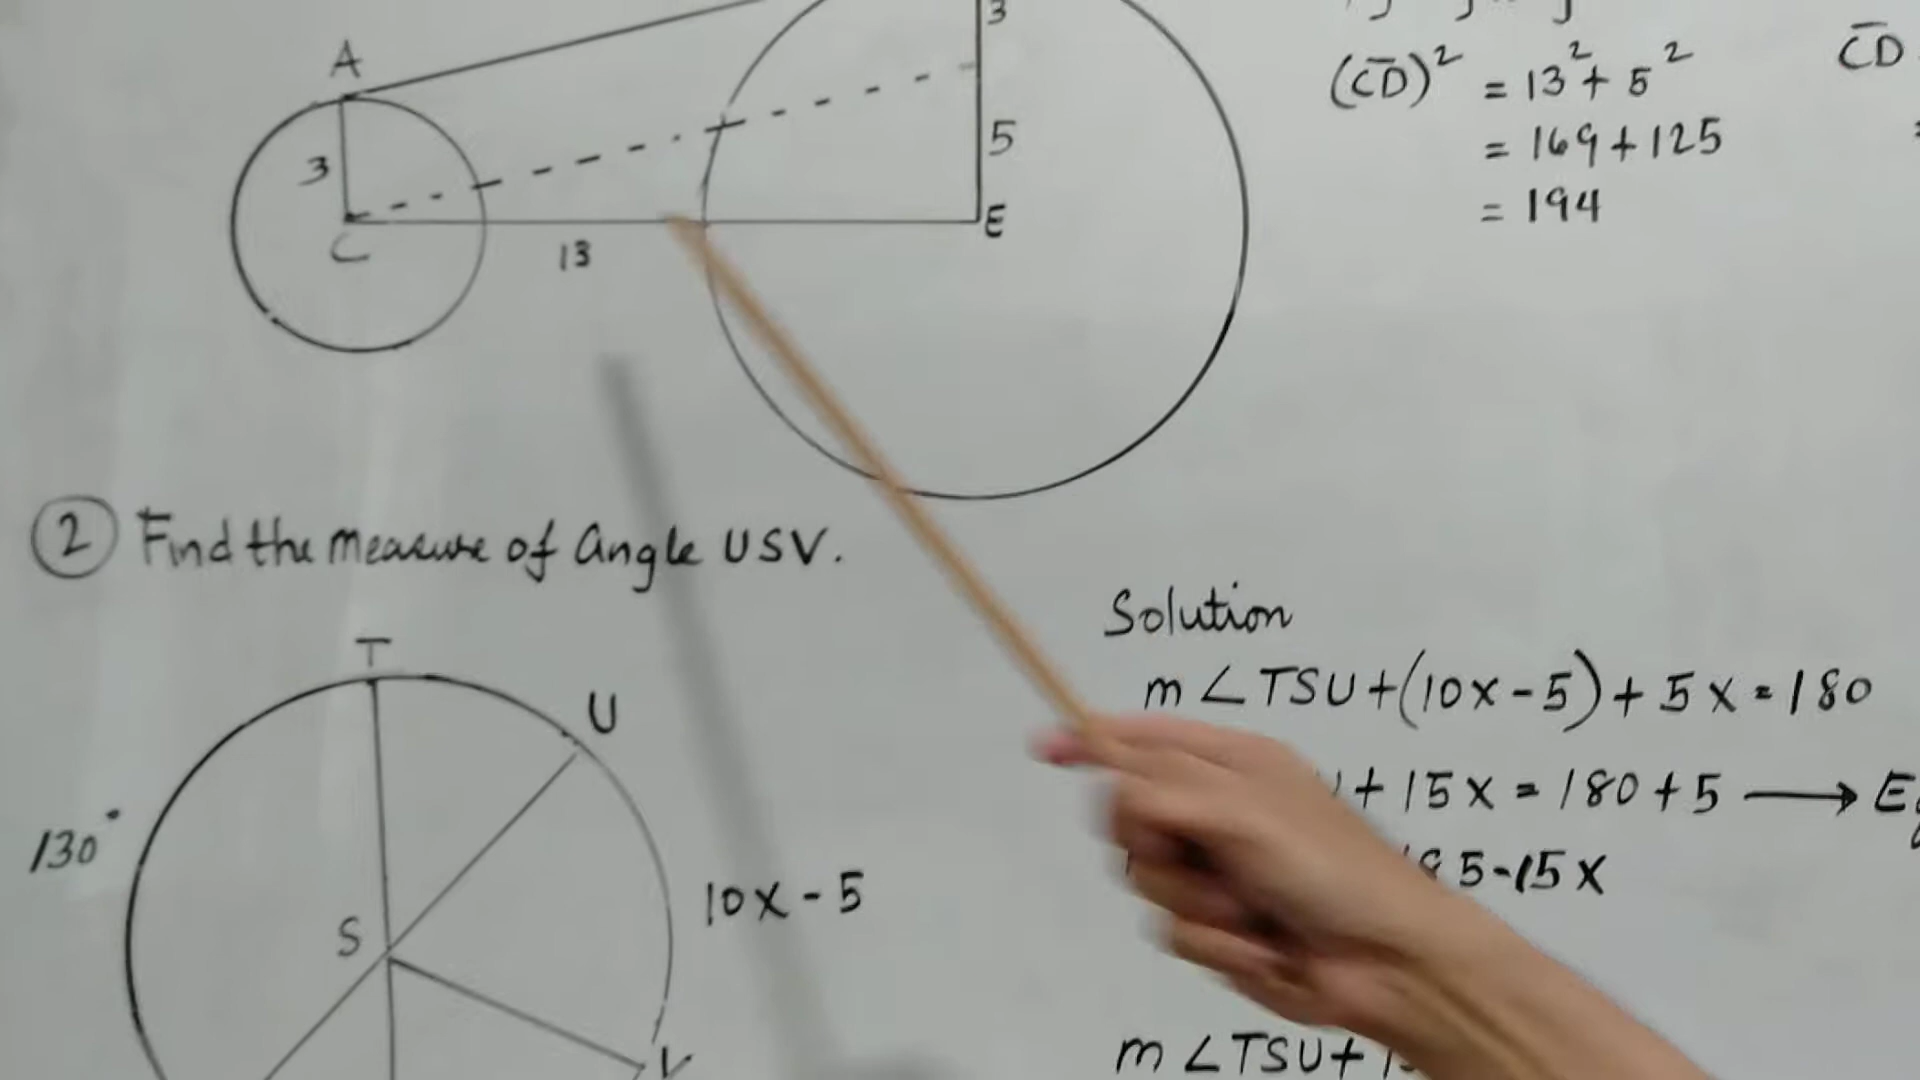 3
A
3
C
13
5
E
(CD)² = 13² + 5²
= 169 + 125
= 194
CD
② Find the measure of angle USV.
T
U
130°
S
10x - 5
V
Solution
m ∠ TSU + (10x - 5) + 5x = 180
+ 15x = 180 + 5 ⟶ E
5 - 15x
m ∠ TSU +